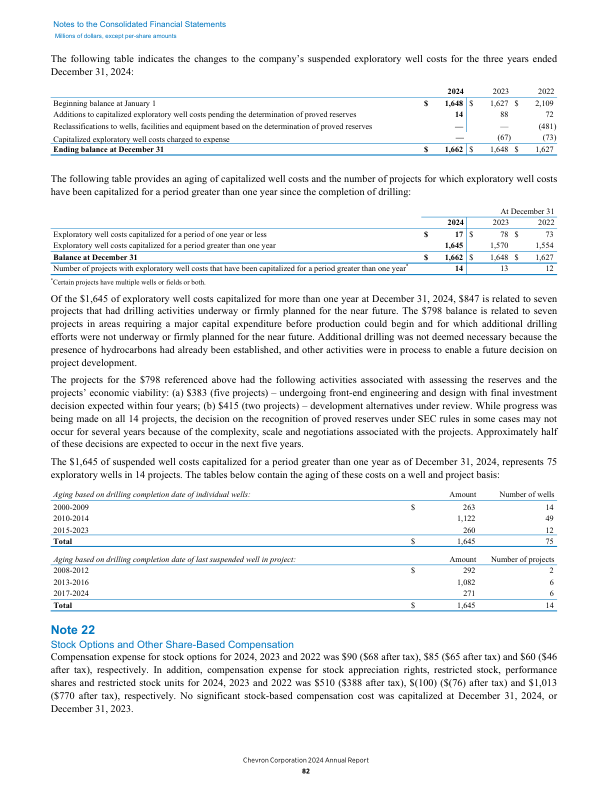 Notes to the Consolidated Financial Statements
Millions of dollars, except per-share amounts
The following table indicates the changes to the company's suspended exploratory well costs for the three years ended
December 31, 2024:
2024 2023 2022
Beginning balance at January 1 $ 1,648 $ 1,627 $ 2,109
Additions to capitalized exploratory well costs pending the determination of proved reserves 14 88 72
Reclassifications to wells, facilities and equipment based on the determination of proved reserves — — (481)
Capitalized exploratory well costs charged to expense — (67) (73)
Ending balance at December 31 $ 1,662 $ 1,648 $ 1,627
The following table provides an aging of capitalized well costs and the number of projects for which exploratory well costs
have been capitalized for a period greater than one year since the completion of drilling:
At December 31
2024 2023 2022
Exploratory well costs capitalized for a period of one year or less $ 17 $ 78 $ 73
Exploratory well costs capitalized for a period greater than one year 1,645 1,570 1,554
Balance at December 31 $ 1,662 $ 1,648 $ 1,627
Number of projects with exploratory well costs that have been capitalized for a period greater than one year* 14 13 12
*Certain projects have multiple wells or fields or both.
Of the $1,645 of exploratory well costs capitalized for more than one year at December 31, 2024, $847 is related to seven
projects that had drilling activities underway or firmly planned for the near future. The $798 balance is related to seven
projects in areas requiring a major capital expenditure before production could begin and for which additional drilling
efforts were not underway or firmly planned for the near future. Additional drilling was not deemed necessary because the
presence of hydrocarbons had already been established, and other activities were in process to enable a future decision on
project development.
The projects for the $798 referenced above had the following activities associated with assessing the reserves and the
projects' economic viability: (a) $383 (five projects) – undergoing front-end engineering and design with final investment
decision expected within four years; (b) $415 (two projects) – development alternatives under review. While progress was
being made on all 14 projects, the decision on the recognition of proved reserves under SEC rules in some cases may not
occur for several years because of the complexity, scale and negotiations associated with the projects. Approximately half
of these decisions are expected to occur in the next five years.
The $1,645 of suspended well costs capitalized for a period greater than one year as of December 31, 2024, represents 75
exploratory wells in 14 projects. The tables below contain the aging of these costs on a well and project basis:
Aging based on drilling completion date of individual wells: Amount Number of wells
2000-2009 $ 263 14
2010-2014 1,122 49
2015-2023 260 12
Total $ 1,645 75
Aging based on drilling completion date of last suspended well in project: Amount Number of projects
2008-2012 $ 292 2
2013-2016 1,082 6
2017-2024 271 6
Total $ 1,645 14
Note 22
Stock Options and Other Share-Based Compensation
Compensation expense for stock options for 2024, 2023 and 2022 was $90 ($68 after tax), $85 ($65 after tax) and $60 ($46
after tax), respectively. In addition, compensation expense for stock appreciation rights, restricted stock, performance
shares and restricted stock units for 2024, 2023 and 2022 was $510 ($388 after tax), $(100) ($(76) after tax) and $1,013
($770 after tax), respectively. No significant stock-based compensation cost was capitalized at December 31, 2024, or
December 31, 2023.
Chevron Corporation 2024 Annual Report
82